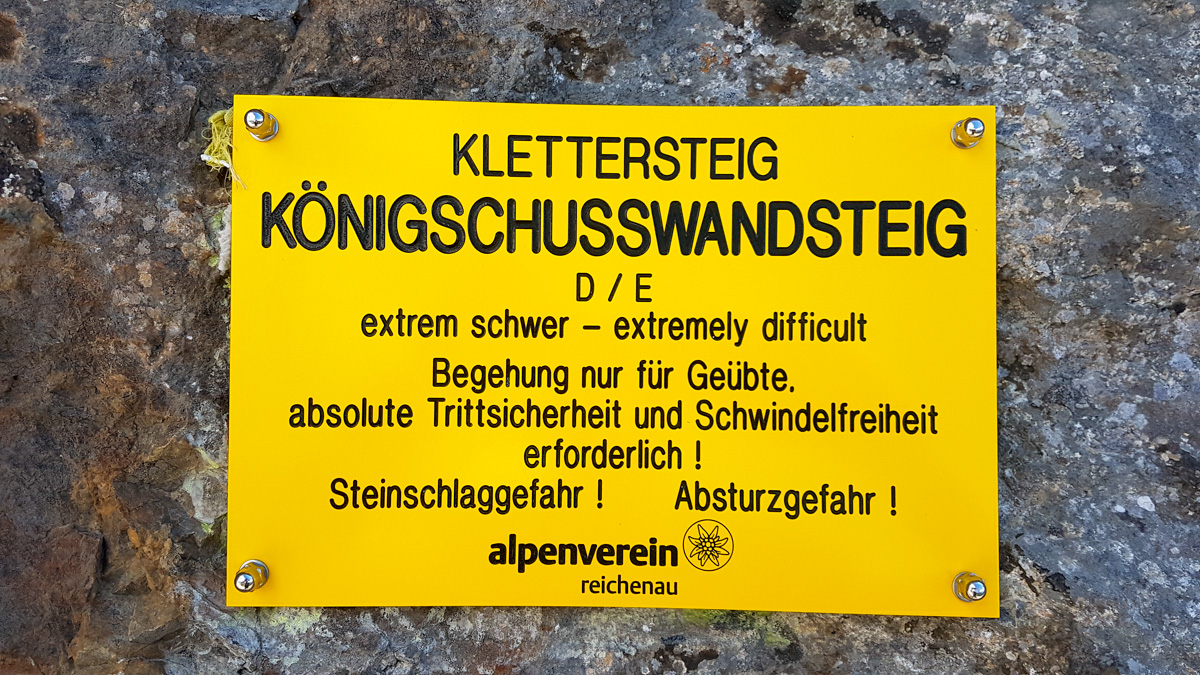 KLETTERSTEIG
KÖNIGSCHUSSWANDSTEIG
D / E
extrem schwer – extremely difficult
Begehung nur für Geübte.
absolute Trittsicherheit und Schwindelfreiheit
erforderlich !
Steinschlaggefahr ! Absturzgefahr !
alpenverein
reichenau